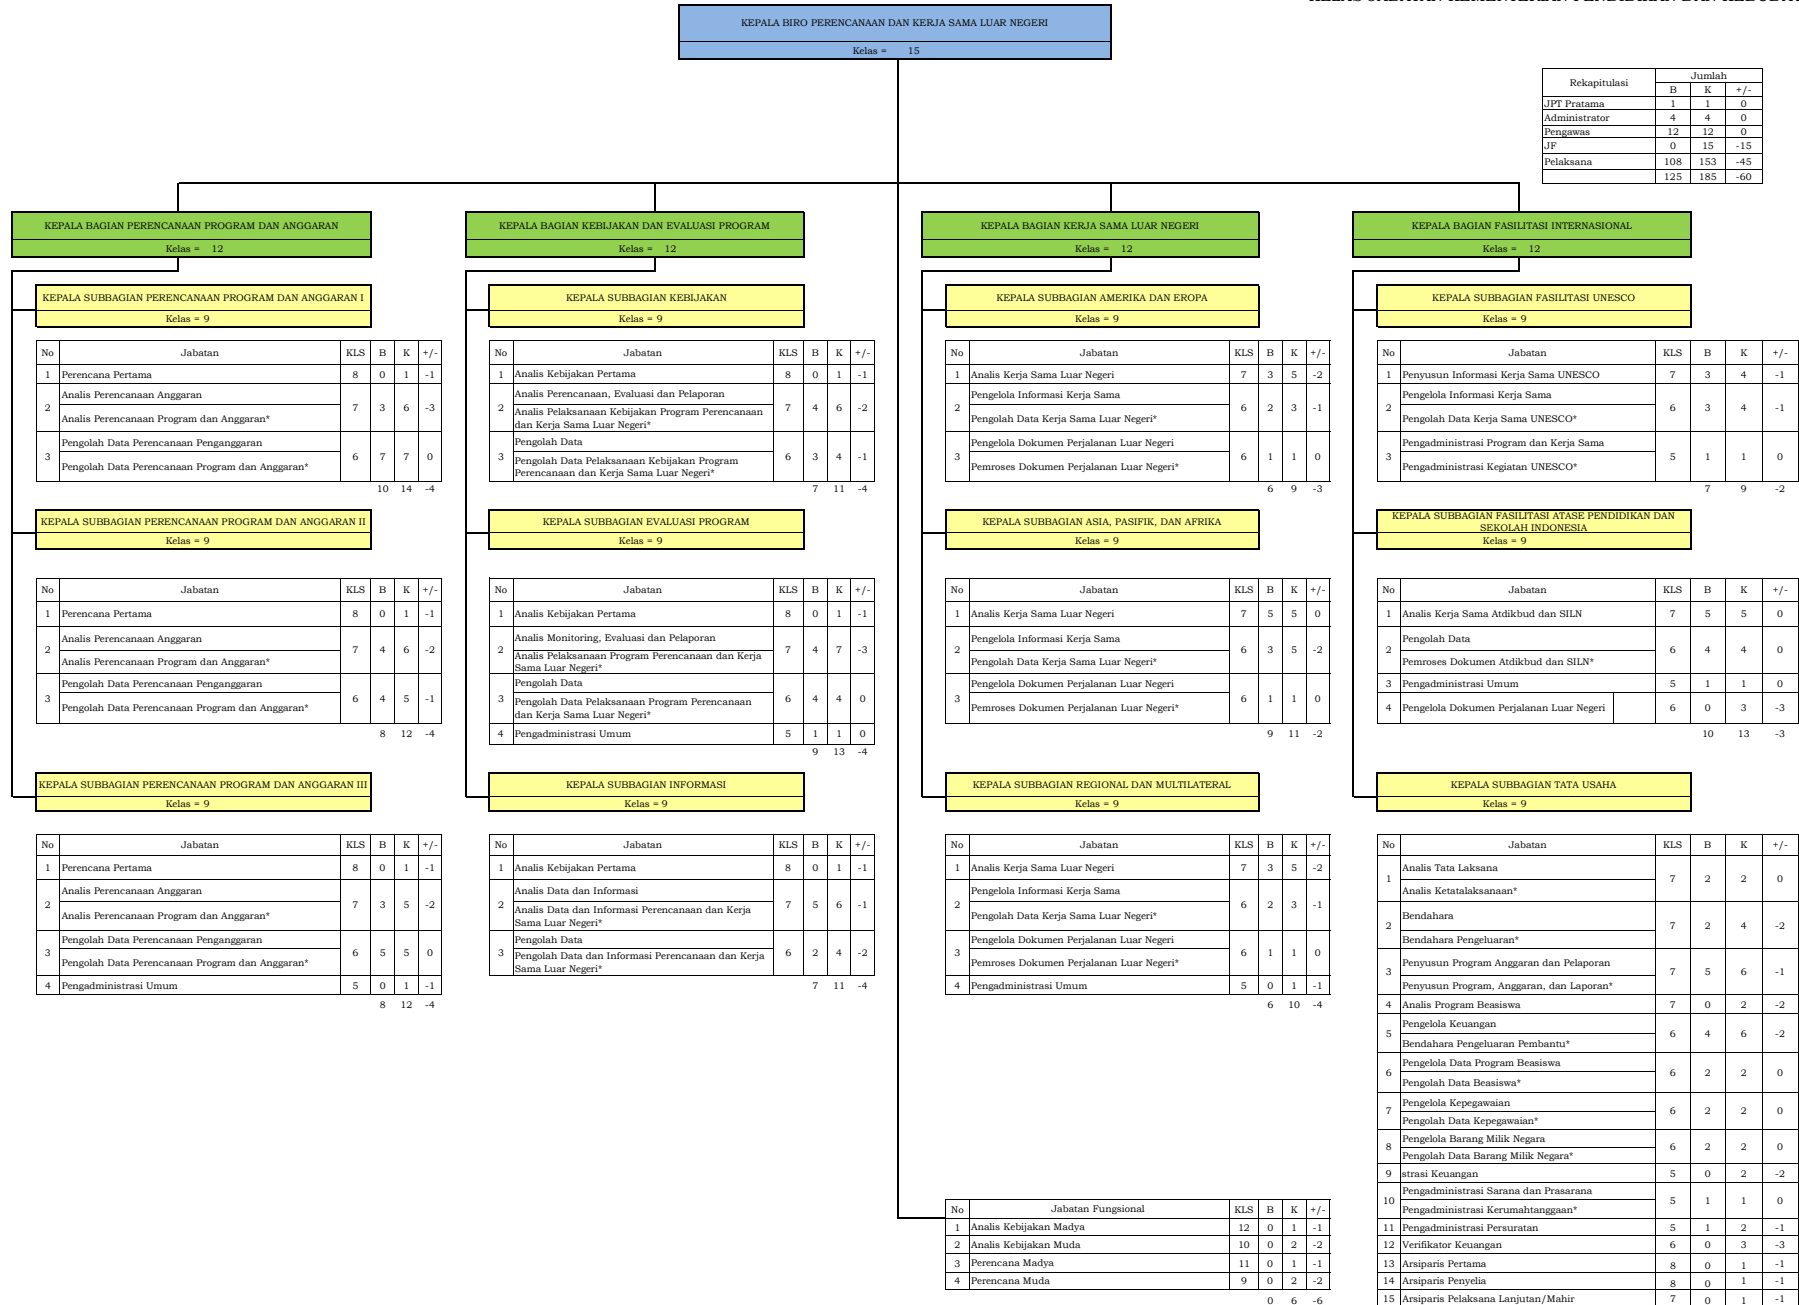 KEPALA BIRO PERENCANAAN DAN KERJA SAMA LUAR NEGERI
Kelas = 15
Rekapitulasi Jumlah
B K +/-
JPT Pratama 1 1 0
Administrator 4 4 0
Pengawas 12 12 0
JF 0 15 -15
Pelaksana 108 153 -45
125 185 -60
KEPALA BAGIAN PERENCANAAN PROGRAM DAN ANGGARAN
Kelas = 12
KEPALA SUBBAGIAN PERENCANAAN PROGRAM DAN ANGGARAN I
Kelas = 9
No Jabatan KLS B K +/-
1 Perencana Pertama 8 0 1 -1
Analis Perencanaan Anggaran
2 7 3 6 -3
Analis Perencanaan Program dan Anggaran*
Pengolah Data Perencanaan Penganggaran
3 6 7 7 0
Pengolah Data Perencanaan Program dan Anggaran*
10 14 -4
KEPALA SUBBAGIAN PERENCANAAN PROGRAM DAN ANGGARAN II
Kelas = 9
No Jabatan KLS B K +/-
1 Perencana Pertama 8 0 1 -1
Analis Perencanaan Anggaran
2 7 4 6 -2
Analis Perencanaan Program dan Anggaran*
Pengolah Data Perencanaan Penganggaran
3 6 4 5 -1
Pengolah Data Perencanaan Program dan Anggaran*
8 12 -4
KEPALA SUBBAGIAN PERENCANAAN PROGRAM DAN ANGGARAN III
Kelas = 9
No Jabatan KLS B K +/-
1 Perencana Pertama 8 0 1 -1
Analis Perencanaan Anggaran
2 7 3 5 -2
Analis Perencanaan Program dan Anggaran*
Pengolah Data Perencanaan Penganggaran
3 6 5 5 0
Pengolah Data Perencanaan Program dan Anggaran*
4 Pengadministrasi Umum 5 0 1 -1
8 12 -4
KEPALA BAGIAN KEBIJAKAN DAN EVALUASI PROGRAM
Kelas = 12
KEPALA SUBBAGIAN KEBIJAKAN
Kelas = 9
No Jabatan KLS B K +/-
1 Analis Kebijakan Pertama 8 0 1 -1
Analis Perencanaan, Evaluasi dan Pelaporan
2 7 4 6 -2
Analis Pelaksanaan Kebijakan Program Perencanaan
dan Kerja Sama Luar Negeri*
Pengolah Data
3 6 3 4 -1
Pengolah Data Pelaksanaan Kebijakan Program
Perencanaan dan Kerja Sama Luar Negeri*
7 11 -4
KEPALA SUBBAGIAN EVALUASI PROGRAM
Kelas = 9
No Jabatan KLS B K +/-
1 Analis Kebijakan Pertama 8 0 1 -1
Analis Monitoring, Evaluasi dan Pelaporan
2 7 4 7 -3
Analis Pelaksanaan Program Perencanaan dan Kerja
Sama Luar Negeri*
Pengolah Data
3 6 4 4 0
Pengolah Data Pelaksanaan Program Perencanaan
dan Kerja Sama Luar Negeri*
4 Pengadministrasi Umum 5 1 1 0
9 13 -4
KEPALA SUBBAGIAN INFORMASI
Kelas = 9
No Jabatan KLS B K +/-
1 Analis Kebijakan Pertama 8 0 1 -1
Analis Data dan Informasi
2 7 5 6 -1
Analis Data dan Informasi Perencanaan dan Kerja
Sama Luar Negeri*
Pengolah Data
3 6 2 4 -2
Pengolah Data dan Informasi Perencanaan dan Kerja
Sama Luar Negeri*
7 11 -4
KEPALA BAGIAN KERJA SAMA LUAR NEGERI
Kelas = 12
KEPALA SUBBAGIAN AMERIKA DAN EROPA
Kelas = 9
No Jabatan KLS B K +/-
1 Analis Kerja Sama Luar Negeri 7 3 5 -2
Pengelola Informasi Kerja Sama
2 6 2 3 -1
Pengolah Data Kerja Sama Luar Negeri*
Pengelola Dokumen Perjalanan Luar Negeri
3 6 1 1 0
Pemroses Dokumen Perjalanan Luar Negeri*
6 9 -3
KEPALA SUBBAGIAN ASIA, PASIFIK, DAN AFRIKA
Kelas = 9
No Jabatan KLS B K +/-
1 Analis Kerja Sama Luar Negeri 7 5 5 0
Pengelola Informasi Kerja Sama
2 6 3 5 -2
Pengolah Data Kerja Sama Luar Negeri*
Pengelola Dokumen Perjalanan Luar Negeri
3 6 1 1 0
Pemroses Dokumen Perjalanan Luar Negeri*
9 11 -2
KEPALA SUBBAGIAN REGIONAL DAN MULTILATERAL
Kelas = 9
No Jabatan KLS B K +/-
1 Analis Kerja Sama Luar Negeri 7 3 5 -2
Pengelola Informasi Kerja Sama
2 6 2 3 -1
Pengolah Data Kerja Sama Luar Negeri*
Pengelola Dokumen Perjalanan Luar Negeri
3 6 1 1 0
Pemroses Dokumen Perjalanan Luar Negeri*
4 Pengadministrasi Umum 5 0 1 -1
6 10 -4
No Jabatan Fungsional KLS B K +/-
1 Analis Kebijakan Madya 12 0 1 -1
2 Analis Kebijakan Muda 10 0 2 -2
3 Perencana Madya 11 0 1 -1
4 Perencana Muda 9 0 2 -2
0 6 -6
KEPALA BAGIAN FASILITASI INTERNASIONAL
Kelas = 12
KEPALA SUBBAGIAN FASILITASI UNESCO
Kelas = 9
No Jabatan KLS B K +/-
1 Penyusun Informasi Kerja Sama UNESCO 7 3 4 -1
Pengelola Informasi Kerja Sama
2 6 3 4 -1
Pengolah Data Kerja Sama UNESCO*
Pengadministrasi Program dan Kerja Sama
3 5 1 1 0
Pengadministrasi Kegiatan UNESCO*
7 9 -2
KEPALA SUBBAGIAN FASILITASI ATASE PENDIDIKAN DAN
SEKOLAH INDONESIA
Kelas = 9
No Jabatan KLS B K +/-
1 Analis Kerja Sama Atdikbud dan SILN 7 5 5 0
Pengolah Data
2 6 4 4 0
Pemroses Dokumen Atdikbud dan SILN*
3 Pengadministrasi Umum 5 1 1 0
4 Pengelola Dokumen Perjalanan Luar Negeri 6 0 3 -3
10 13 -3
KEPALA SUBBAGIAN TATA USAHA
Kelas = 9
No Jabatan KLS B K +/-
Analis Tata Laksana
1 7 2 2 0
Analis Ketatalaksanaan*
Bendahara
2 7 2 4 -2
Bendahara Pengeluaran*
Penyusun Program Anggaran dan Pelaporan
3 7 5 6 -1
Penyusun Program, Anggaran, dan Laporan*
4 Analis Program Beasiswa 7 0 2 -2
Pengelola Keuangan
5 6 4 6 -2
Bendahara Pengeluaran Pembantu*
Pengelola Data Program Beasiswa
6 6 2 2 0
Pengolah Data Beasiswa*
Pengelola Kepegawaian
7 6 2 2 0
Pengolah Data Kepegawaian*
Pengelola Barang Milik Negara
8 6 2 2 0
Pengolah Data Barang Milik Negara*
9 strasi Keuangan 5 0 2 -2
Pengadministrasi Sarana dan Prasarana
10 5 1 1 0
Pengadministrasi Kerumahtanggaan*
11 Pengadministrasi Persuratan 5 1 2 -1
12 Verifikator Keuangan 6 0 3 -3
13 Arsiparis Pertama 8 0 1 -1
14 Arsiparis Penyelia 8 0 1 -1
15 Arsiparis Pelaksana Lanjutan/Mahir 7 0 1 -1